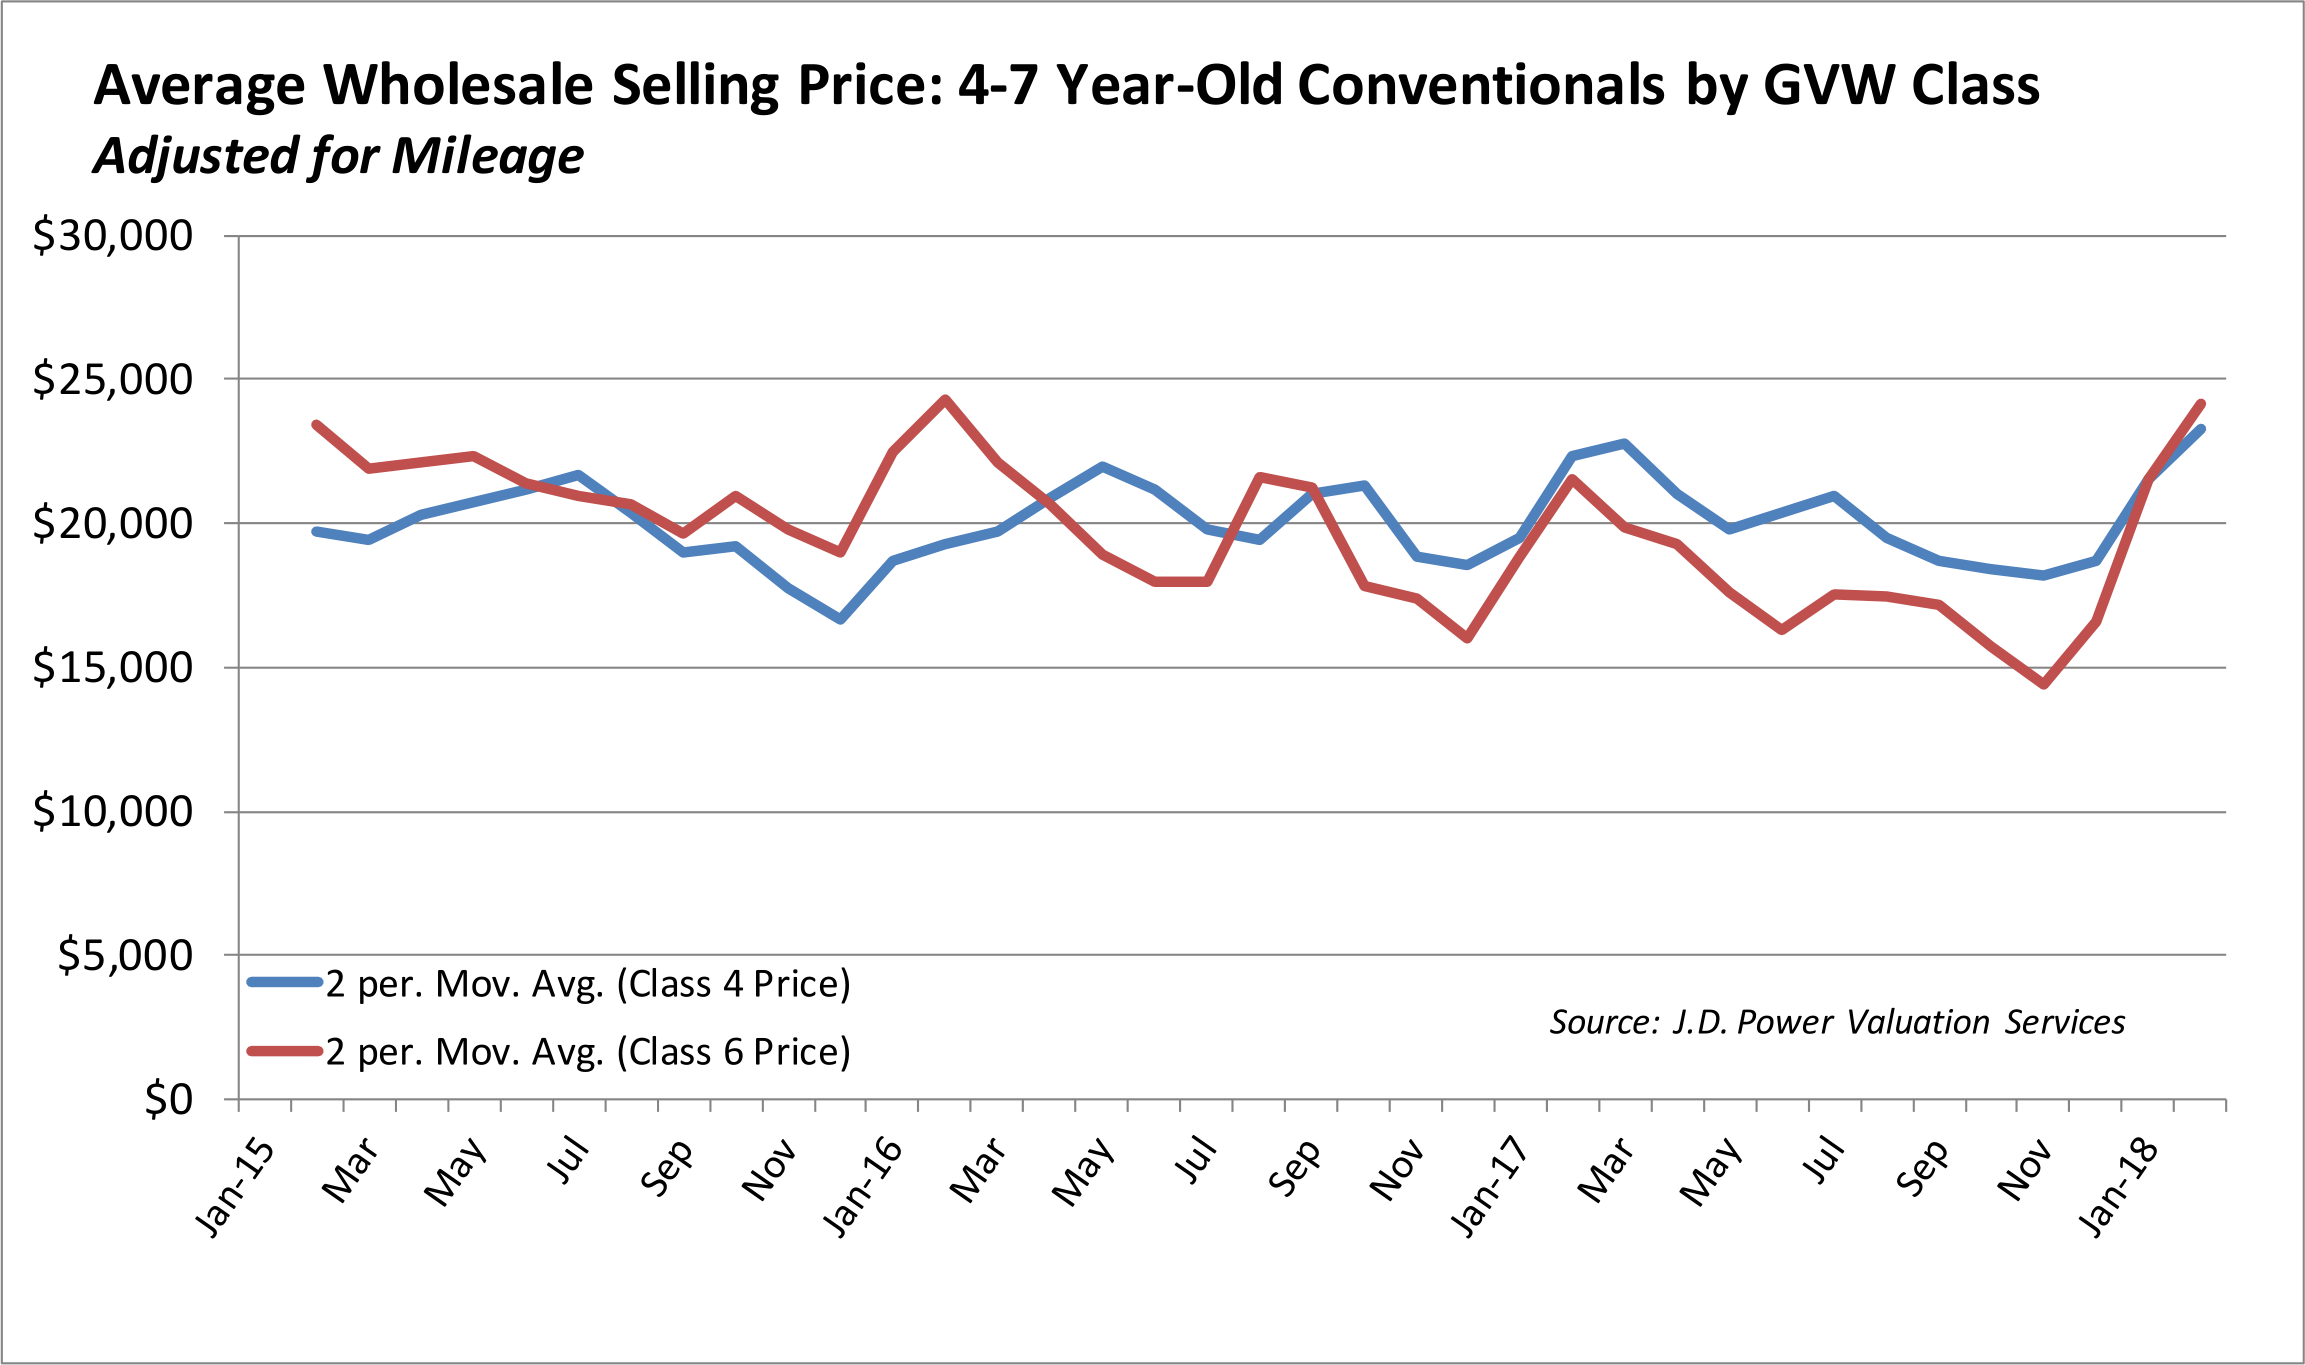 Average Wholesale Selling Price: 4-7 Year-Old Conventionals by GVW Class
Adjusted for Mileage
$30,000
$25,000
$20,000
$15,000
$10,000
$5,000
$0
2 per. Mov. Avg. (Class 4 Price)
2 per. Mov. Avg. (Class 6 Price)
Source: J.D. Power Valuation Services
Jan-15
Mar
May
Jul
Sep
Nov
Jan-16
Mar
May
Jul
Sep
Nov
Jan-17
Mar
May
Jul
Sep
Nov
Jan-18